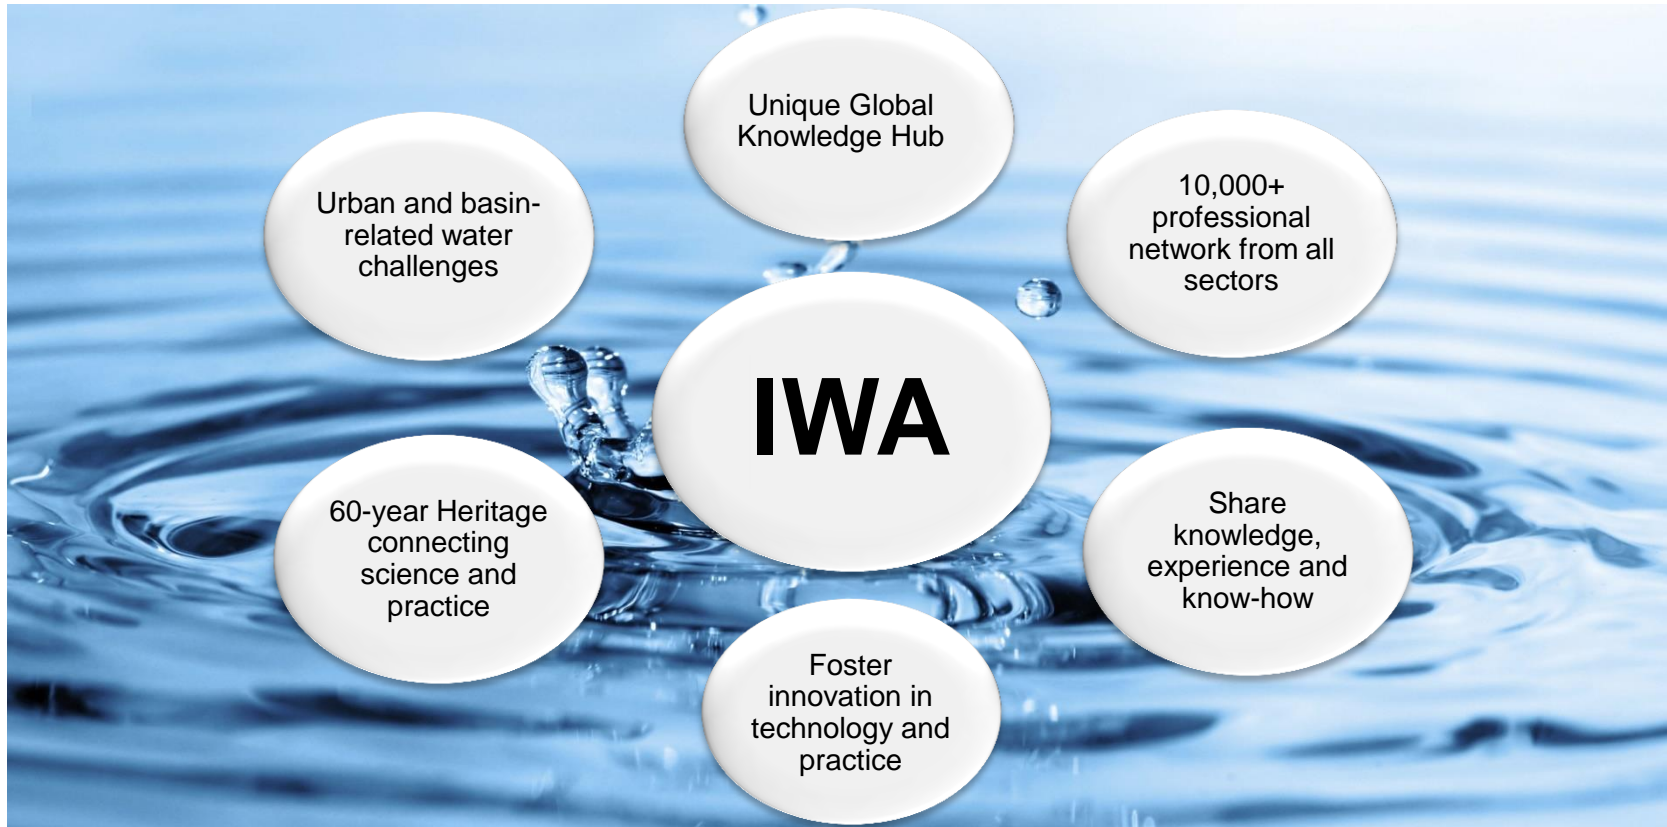 Unique Global
Knowledge Hub
10,000+
professional
network from all
sectors
Share
knowledge,
experience and
know-how
Foster
innovation in
technology and
practice
60-year Heritage
connecting
science and
practice
Urban and basin-
related water
challenges
IWA